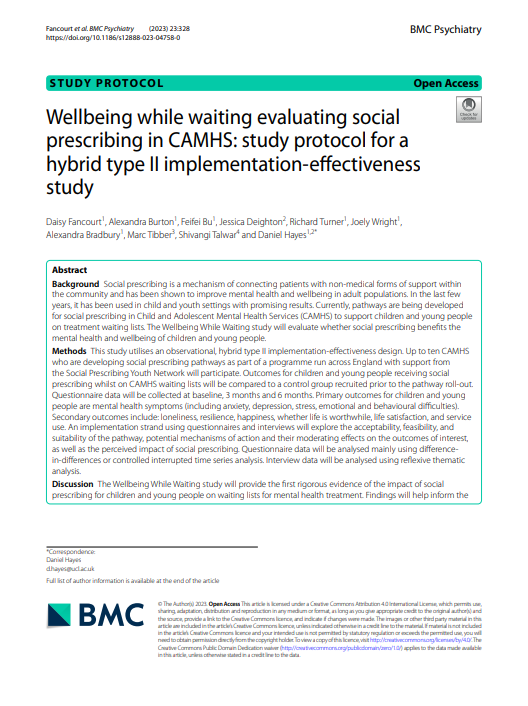 Fancourt et al. BMC Psychiatry (2023) 23:328
https://doi.org/10.1186/s12888-023-04758-0
BMC Psychiatry
STUDY PROTOCOL
Open Access
Check for
updates
Wellbeing while waiting evaluating social
prescribing in CAMHS: study protocol for a
hybrid type II implementation-effectiveness
study
Daisy Fancourt1, Alexandra Burton1, Feifei Bu1, Jessica Deighton2, Richard Turner1, Joely Wright1,
Alexandra Bradbury1, Marc Tibber3, Shivangi Talwar4 and Daniel Hayes1,2*
Abstract
Background Social prescribing is a mechanism of connecting patients with non-medical forms of support within
the community and has been shown to improve mental health and wellbeing in adult populations. In the last few
years, it has been used in child and youth settings with promising results. Currently, pathways are being developed
for social prescribing in Child and Adolescent Mental Health Services (CAMHS) to support children and young people
on treatment waiting lists. The Wellbeing While Waiting study will evaluate whether social prescribing benefits the
mental health and wellbeing of children and young people.
Methods This study utilises an observational, hybrid type II implementation-effectiveness design. Up to ten CAMHS
who are developing social prescribing pathways as part of a programme run across England with support from
the Social Prescribing Youth Network will participate. Outcomes for children and young people receiving social
prescribing whilst on CAMHS waiting lists will be compared to a control group recruited prior to the pathway roll-out.
Questionnaire data will be collected at baseline, 3 months and 6 months. Primary outcomes for children and young
people are mental health symptoms (including anxiety, depression, stress, emotional and behavioural difficulties).
Secondary outcomes include: loneliness, resilience, happiness, whether life is worthwhile, life satisfaction, and service
use. An implementation strand using questionnaires and interviews will explore the acceptability, feasibility, and
suitability of the pathway, potential mechanisms of action and their moderating effects on the outcomes of interest,
as well as the perceived impact of social prescribing. Questionnaire data will be analysed mainly using difference-
in-differences or controlled interrupted time series analysis. Interview data will be analysed using reflexive thematic
analysis.
Discussion The Wellbeing While Waiting study will provide the first rigorous evidence of the impact of social
prescribing for children and young people on waiting lists for mental health treatment. Findings will help inform the
*Correspondence:
Daniel Hayes
d.hayes@ucl.ac.uk
Full list of author information is available at the end of the article
BMC
© The Author(s) 2023. Open Access This article is licensed under a Creative Commons Attribution 4.0 International License, which permits use,
sharing, adaptation, distribution and reproduction in any medium or format, as long as you give appropriate credit to the original author(s) and
the source, provide a link to the Creative Commons licence, and indicate if changes were made. The images or other third party material in this
article are included in the article's Creative Commons licence, unless indicated otherwise in a credit line to the material. If material is not included
in the article's Creative Commons licence and your intended use is not permitted by statutory regulation or exceeds the permitted use, you will
need to obtain permission directly from the copyright holder. To view a copy of this licence, visit http://creativecommons.org/licenses/by/4.0/. The
Creative Commons Public Domain Dedication waiver (http://creativecommons.org/publicdomain/zero/1.0/) applies to the data made available
in this article, unless otherwise stated in a credit line to the data.